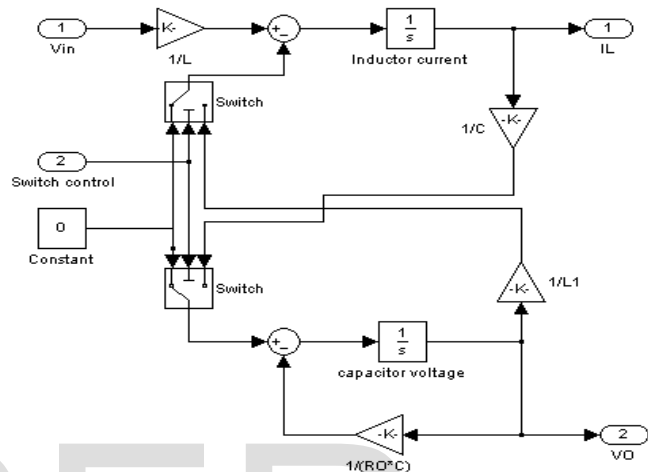 1
Vin
K-
1/L
+
-
1
s
Inductor current
1
IL
Switch
-K-
1/C
2
Switch control
0
Constant
Switch
-K-
1/L1
+
-
1
s
capacitor voltage
-K-
1/(RO*C)
2
VO